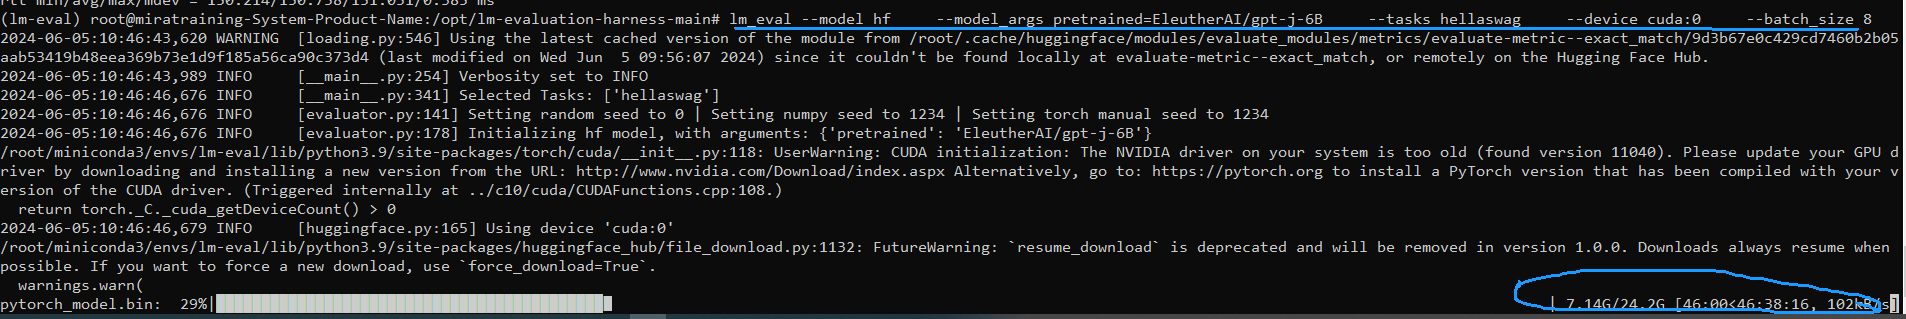 rtt min/avg/max/mdev = 150.214/150.758/151.051/0.385 ms
(lm-eval) root@miratraining-System-Product-Name:/opt/lm-evaluation-harness-main# lm_eval --model hf     --model_args pretrained=EleutherAI/gpt-j-6B     --tasks hellaswag     --device cuda:0     --batch_size 8
2024-06-05:10:46:43,620 WARNING  [loading.py:546] Using the latest cached version of the module from /root/.cache/huggingface/modules/evaluate_modules/metrics/evaluate-metric--exact_match/9d3b67e0c429cd7460b2b05
aab53419b48eea369b73e1d9f185a56ca90c373d4 (last modified on Wed Jun  5 09:56:07 2024) since it couldn't be found locally at evaluate-metric--exact_match, or remotely on the Hugging Face Hub.
2024-06-05:10:46:43,989 INFO     [__main__.py:254] Verbosity set to INFO
2024-06-05:10:46:46,676 INFO     [__main__.py:341] Selected Tasks: ['hellaswag']
2024-06-05:10:46:46,676 INFO     [evaluator.py:141] Setting random seed to 0 | Setting numpy seed to 1234 | Setting torch manual seed to 1234
2024-06-05:10:46:46,676 INFO     [evaluator.py:178] Initializing hf model, with arguments: {'pretrained': 'EleutherAI/gpt-j-6B'}
/root/miniconda3/envs/lm-eval/lib/python3.9/site-packages/torch/cuda/__init__.py:118: UserWarning: CUDA initialization: The NVIDIA driver on your system is too old (found version 11040). Please update your GPU d
river by downloading and installing a new version from the URL: http://www.nvidia.com/Download/index.aspx Alternatively, go to: https://pytorch.org to install a PyTorch version that has been compiled with your v
ersion of the CUDA driver. (Triggered internally at ../c10/cuda/CUDAFunctions.cpp:108.)
  return torch._C._cuda_getDeviceCount() > 0
2024-06-05:10:46:46,679 INFO     [huggingface.py:165] Using device 'cuda:0'
/root/miniconda3/envs/lm-eval/lib/python3.9/site-packages/huggingface_hub/file_download.py:1132: FutureWarning: `resume_download` is deprecated and will be removed in version 1.0.0. Downloads always resume when
possible. If you want to force a new download, use `force_download=True`.
  warnings.warn(
pytorch_model.bin:  29%| | 7.14G/24.2G [46:00<46:38:16, 102kB/s]